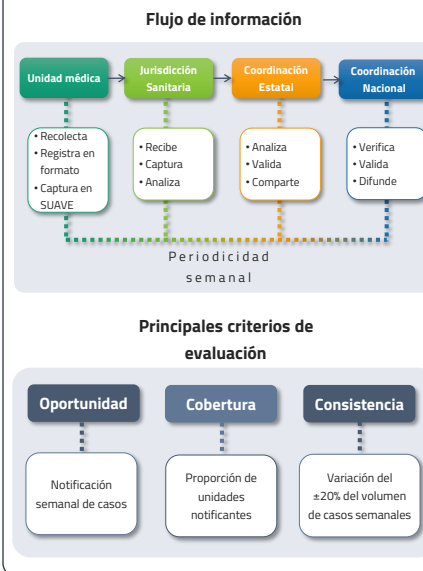 Flujo de información
Unidad médica
Jurisdicción
Sanitaria
Coordinación
Estatal
Coordinación
Nacional
• Recolecta
• Registra en
formato
• Captura en
SUAVE
• Recibe
• Captura
• Analiza
• Analiza
• Valida
• Comparte
• Verifica
• Valida
• Difunde
Periodicidad
semanal
Principales criterios de
evaluación
Oportunidad
Cobertura
Consistencia
Notificación
semanal de casos
Proporción de
unidades
notificantes
Variación del
±20% del volumen
de casos semanales